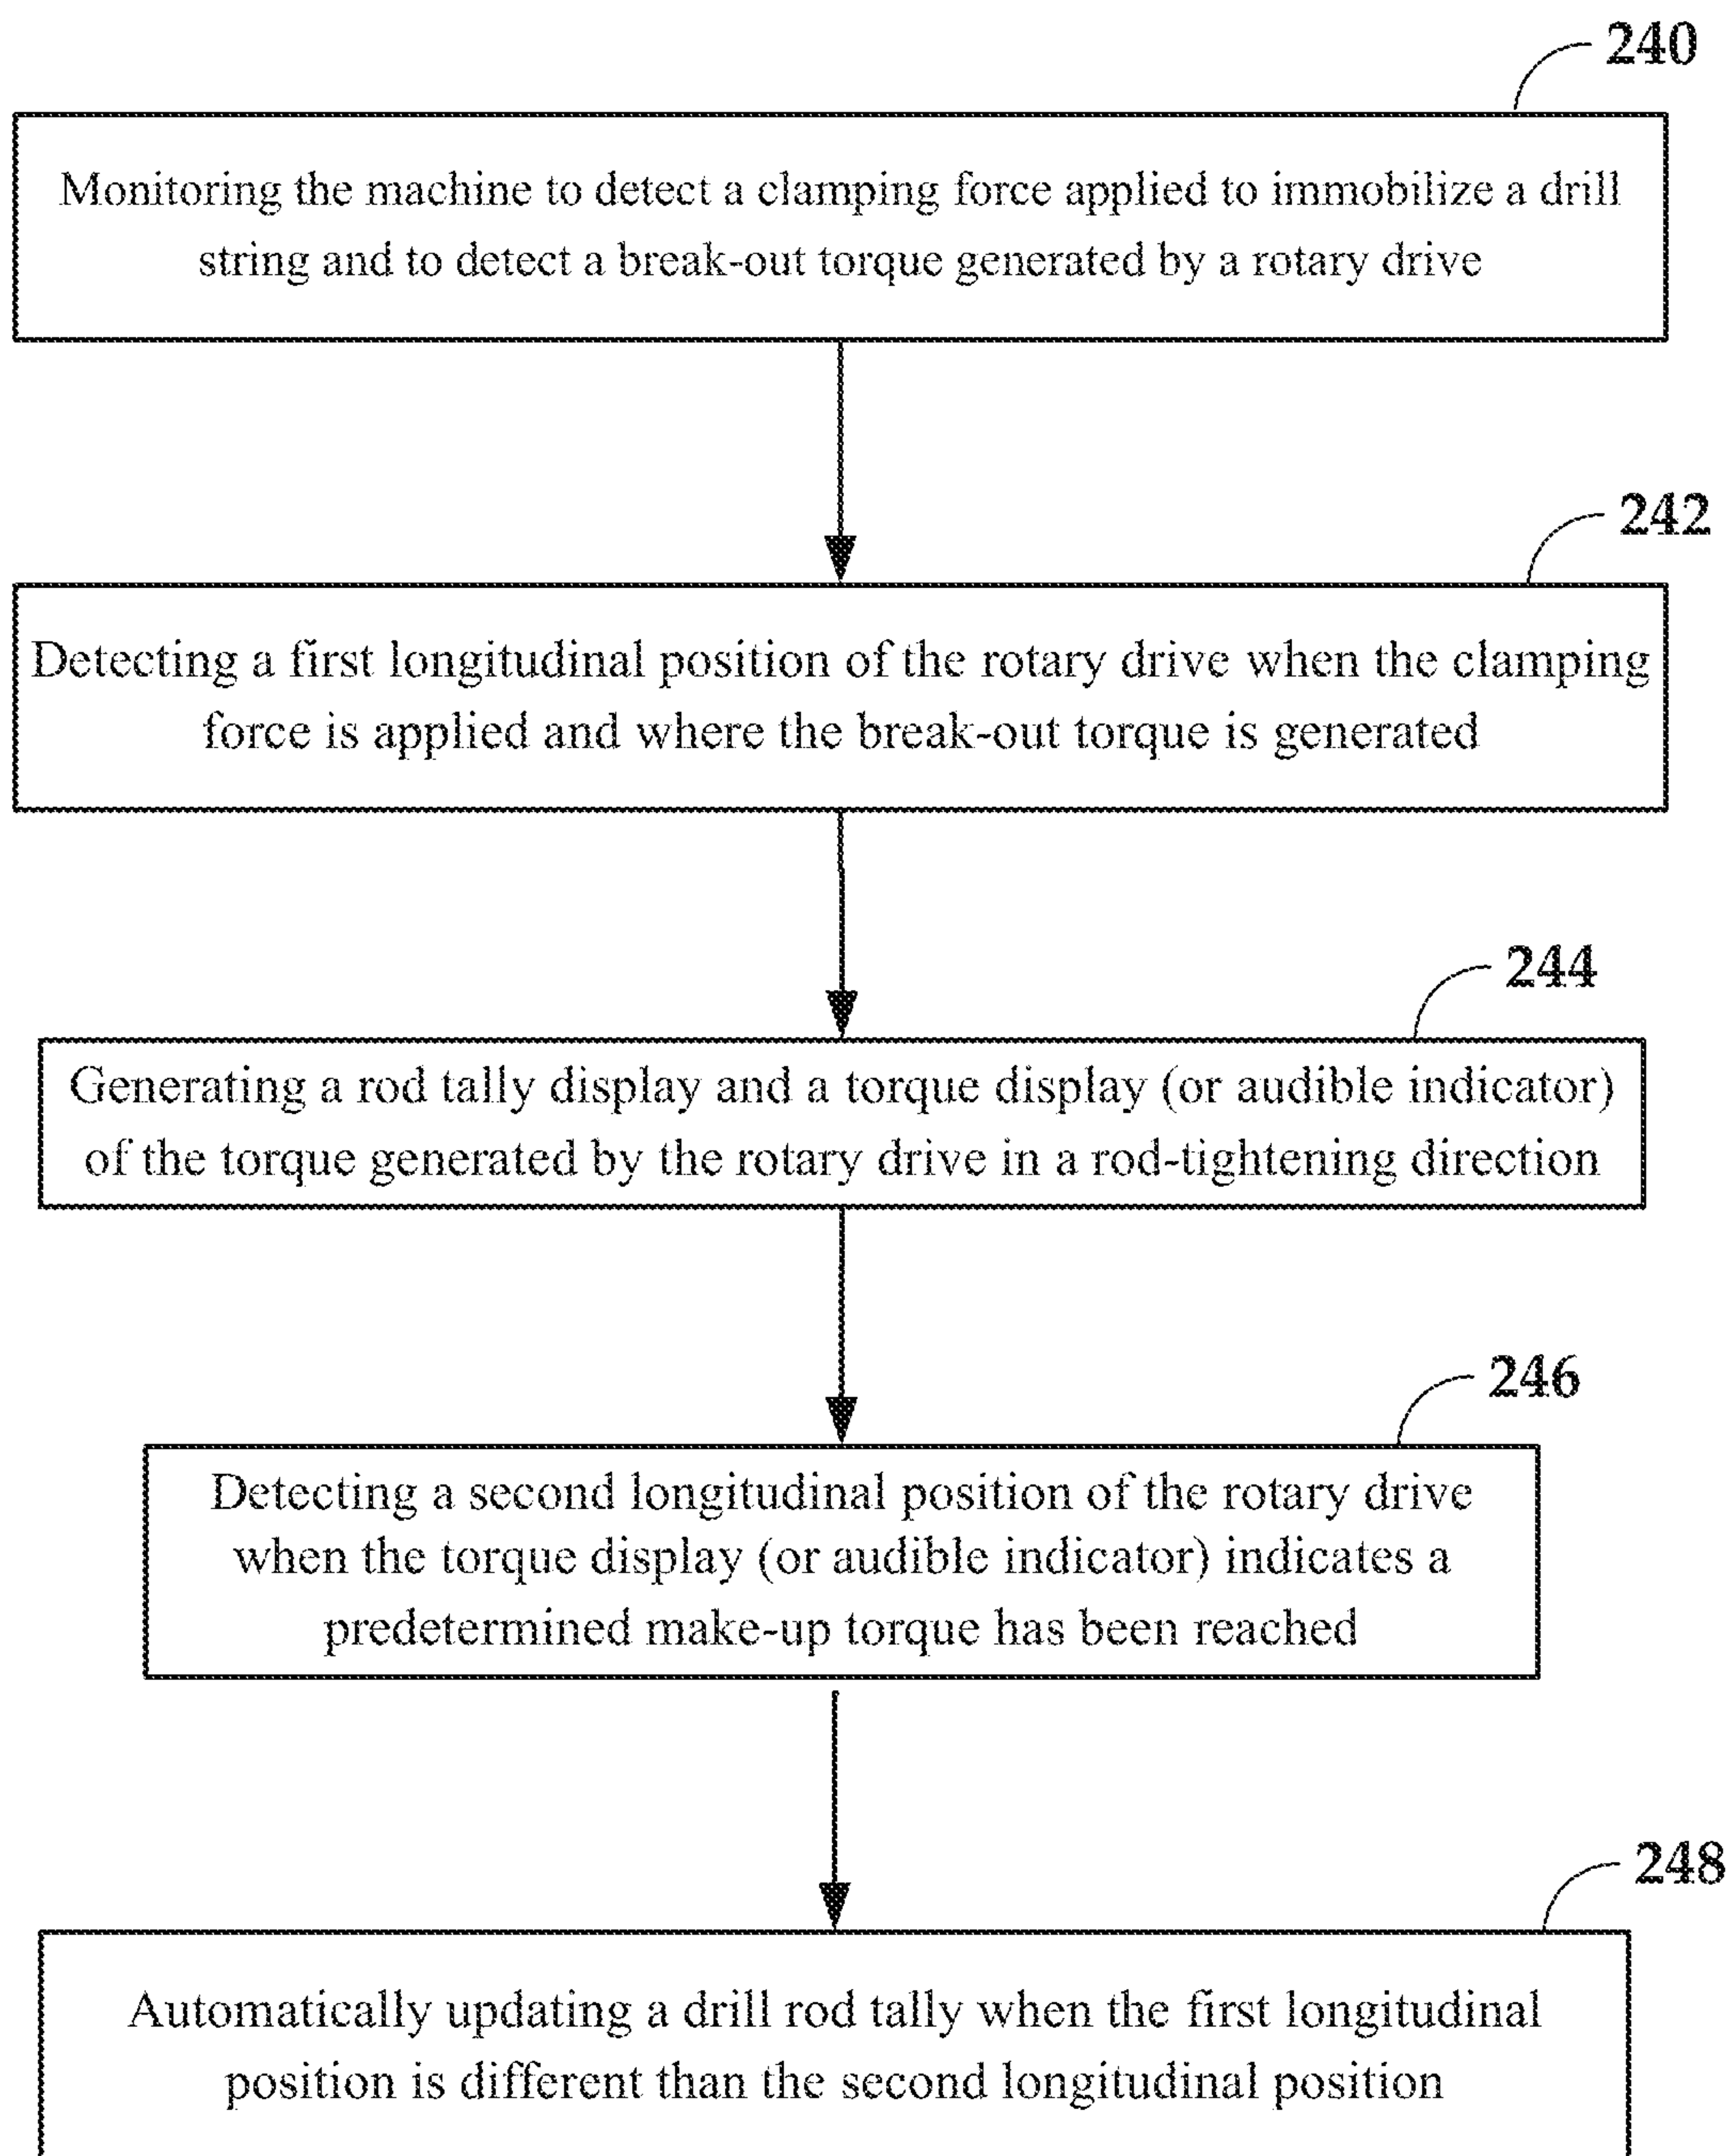 240
Monitoring the machine to detect a clamping force applied to immobilize a drill
string and to detect a break-out torque generated by a rotary drive
242
Detecting a first longitudinal position of the rotary drive when the clamping
force is applied and where the break-out torque is generated
244
Generating a rod tally display and a torque display (or audible indicator)
of the torque generated by the rotary drive in a rod-tightening direction
246
Detecting a second longitudinal position of the rotary drive
when the torque display (or audible indicator) indicates a
predetermined make-up torque has been reached
248
Automatically updating a drill rod tally when the first longitudinal
position is different than the second longitudinal position